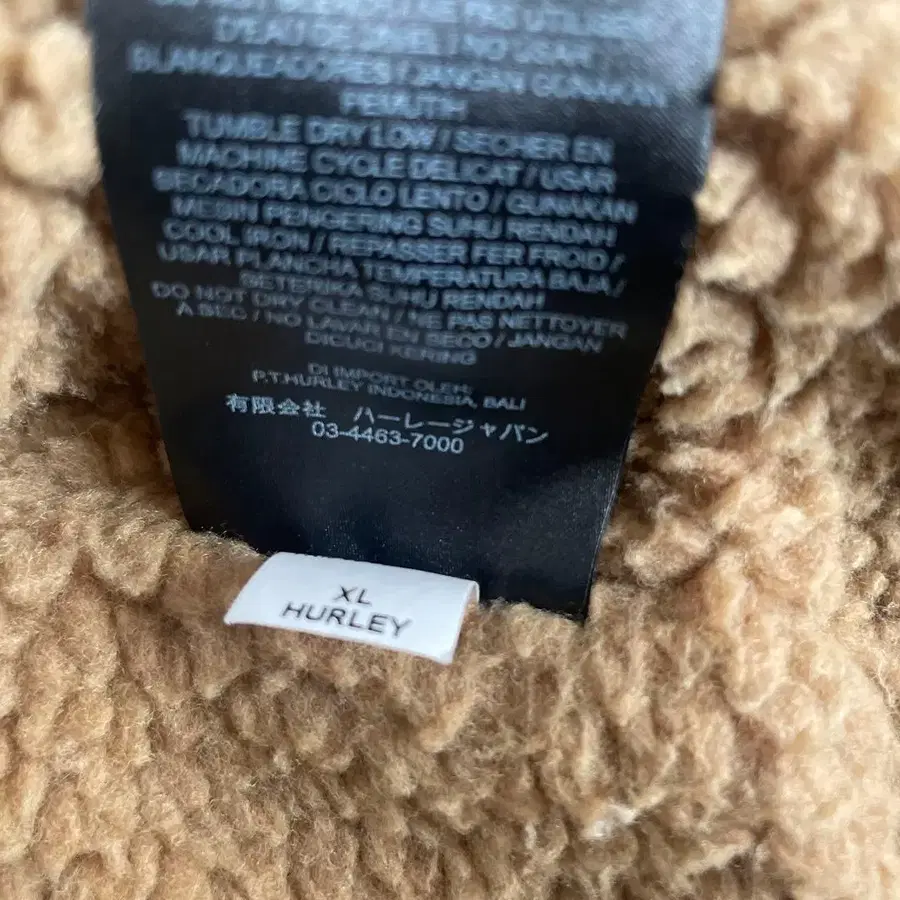 NE PAS UTILISER
D'EAU DE JAVEL / NO USAR
BLANQUEADORES / JANGAN GUNAKAN
PEMUTIH
TUMBLE DRY LOW / SECHER EN
MACHINE CYCLE DELICAT / USAR
SECADORA CICLO LENTO / GUNAKAN
MESIN PENGERING SUHU RENDAH
COOL IRON / REPASSER FER FROID /
USAR PLANCHA TEMPERATURA BAJA /
SETERIKA SUHU RENDAH
DO NOT DRY CLEAN / NE PAS NETTOYER
A SEC / NO LAVAR EN SECO / JANGAN
DICUCI KERING
DI IMPORT OLEH:
P.T.HURLEY INDONESIA, BALI
有限会社 ハーレージャパン
03-4463-7000
XL
HURLEY